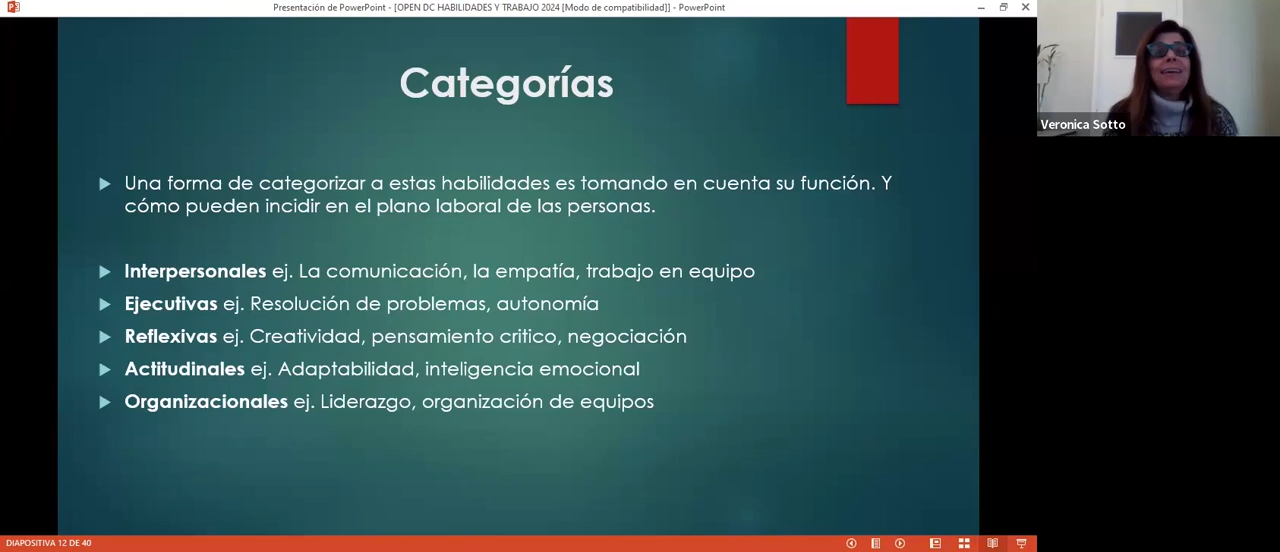 Presentación de PowerPoint - [OPEN DC HABILIDADES Y TRABAJO 2024 [Modo de compatibilidad]] - PowerPoint
Categorías
Una forma de categorizar a estas habilidades es tomando en cuenta su función. Y
cómo pueden incidir en el plano laboral de las personas.
Interpersonales ej. La comunicación, la empatía, trabajo en equipo
Ejecutivas ej. Resolución de problemas, autonomía
Reflexivas ej. Creatividad, pensamiento critico, negociación
Actitudinales ej. Adaptabilidad, inteligencia emocional
Organizacionales ej. Liderazgo, organización de equipos
Veronica Sotto
DIAPOSITIVA 12 DE 40